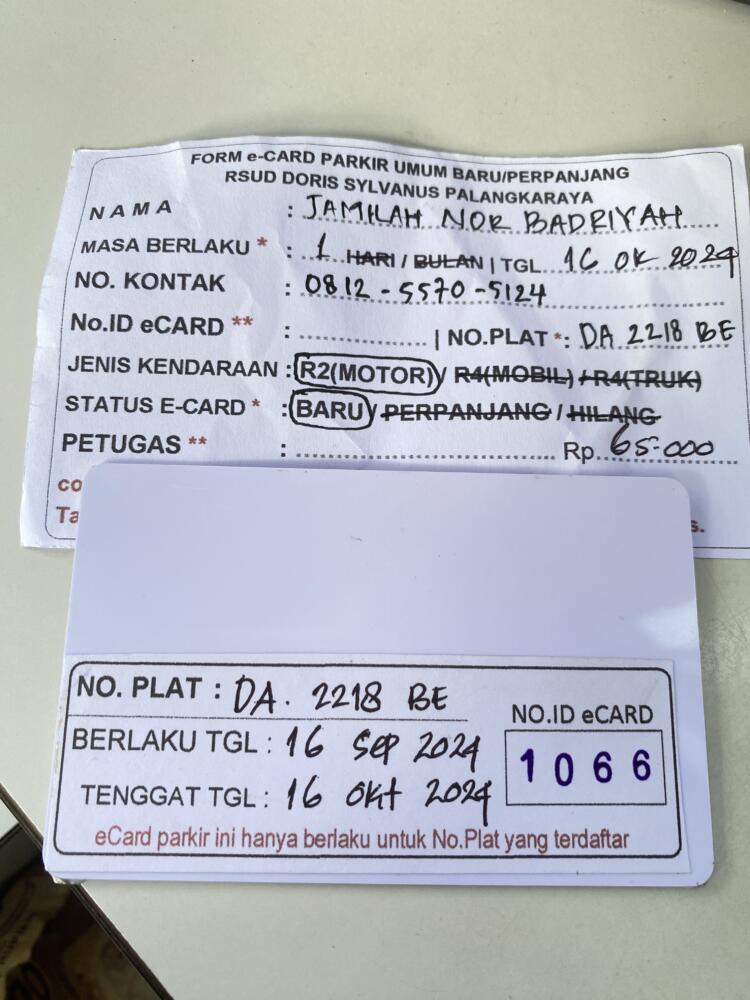 FORM e-CARD PARKIR UMUM BARU/PERPANJANG
RSUD DORIS SYLVANUS PALANGKARAYA
NAMA : JAMILAH NOR BADRIYAH
MASA BERLAKU * : 1 HARI / BULAN | TGL 16 OK 2024
NO. KONTAK : 0812-5570-5124
No.ID eCARD ** : | NO.PLAT *: DA 2218 BE
JENIS KENDARAAN : R2(MOTOR) / R4(MOBIL) / R4(TRUK)
STATUS E-CARD * : BARU / PERPANJANG / HILANG
PETUGAS ** : Rp. 65.000
co
Ta s.
NO. PLAT : DA. 2218 BE
BERLAKU TGL : 16 SEP 2024
TENGGAT TGL : 16 OKt 2024
NO.ID eCARD
1066
eCard parkir ini hanya berlaku untuk No.Plat yang terdaftar